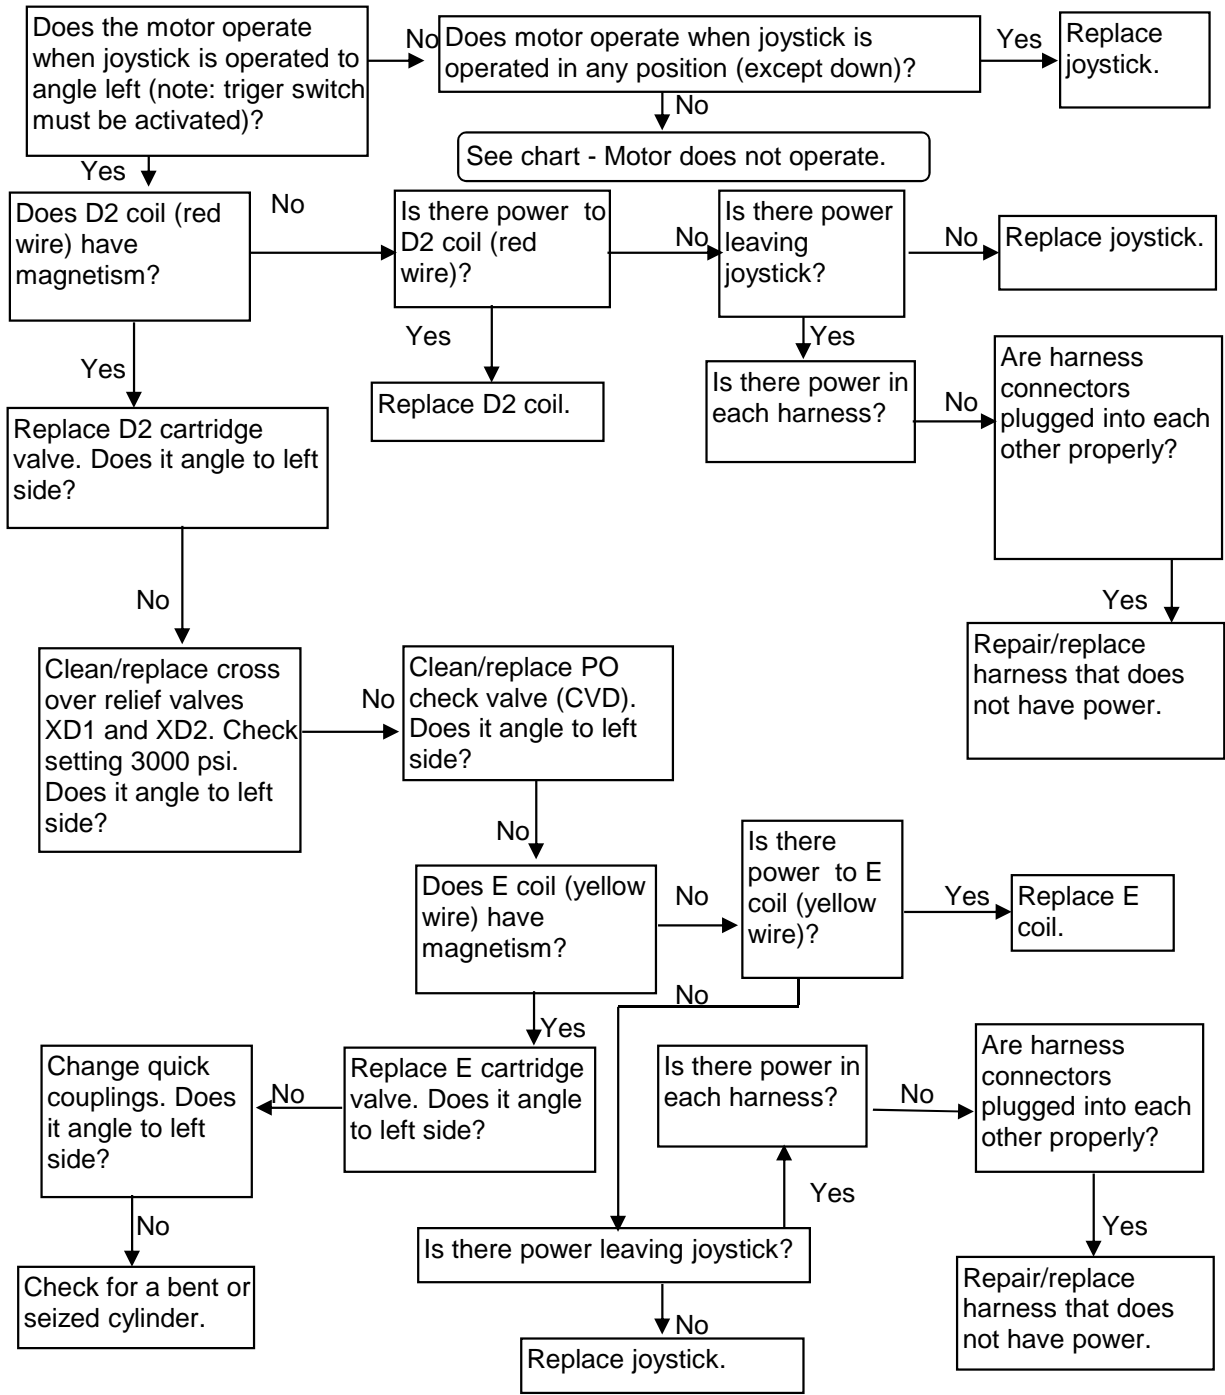 Does the motor operate
when joystick is operated to
angle left (note: triger switch
must be activated)?
No
Does motor operate when joystick is
operated in any position (except down)?
Yes
Replace
joystick.
No
See chart - Motor does not operate.
Yes
Does D2 coil (red
wire) have
magnetism?
No
Is there power  to
D2 coil (red
wire)?
No
Is there power
leaving
joystick?
No
Replace joystick.
Yes
Yes
Yes
Replace D2 coil.
Is there power in
each harness?
No
Are harness
connectors
plugged into each
other properly?
Replace D2 cartridge
valve. Does it angle to left
side?
No
Yes
Repair/replace
harness that does
not have power.
Clean/replace cross
over relief valves
XD1 and XD2. Check
setting 3000 psi.
Does it angle to left
side?
No
Clean/replace PO
check valve (CVD).
Does it angle to left
side?
No
Does E coil (yellow
wire) have
magnetism?
No
Is there
power  to E
coil (yellow
wire)?
Yes
Replace E
coil.
No
Yes
Change quick
couplings. Does
it angle to left
side?
No
Replace E cartridge
valve. Does it angle
to left side?
Is there power in
each harness?
No
Are harness
connectors
plugged into each
other properly?
Yes
No
Is there power leaving joystick?
Yes
Check for a bent or
seized cylinder.
No
Replace joystick.
Repair/replace
harness that does
not have power.